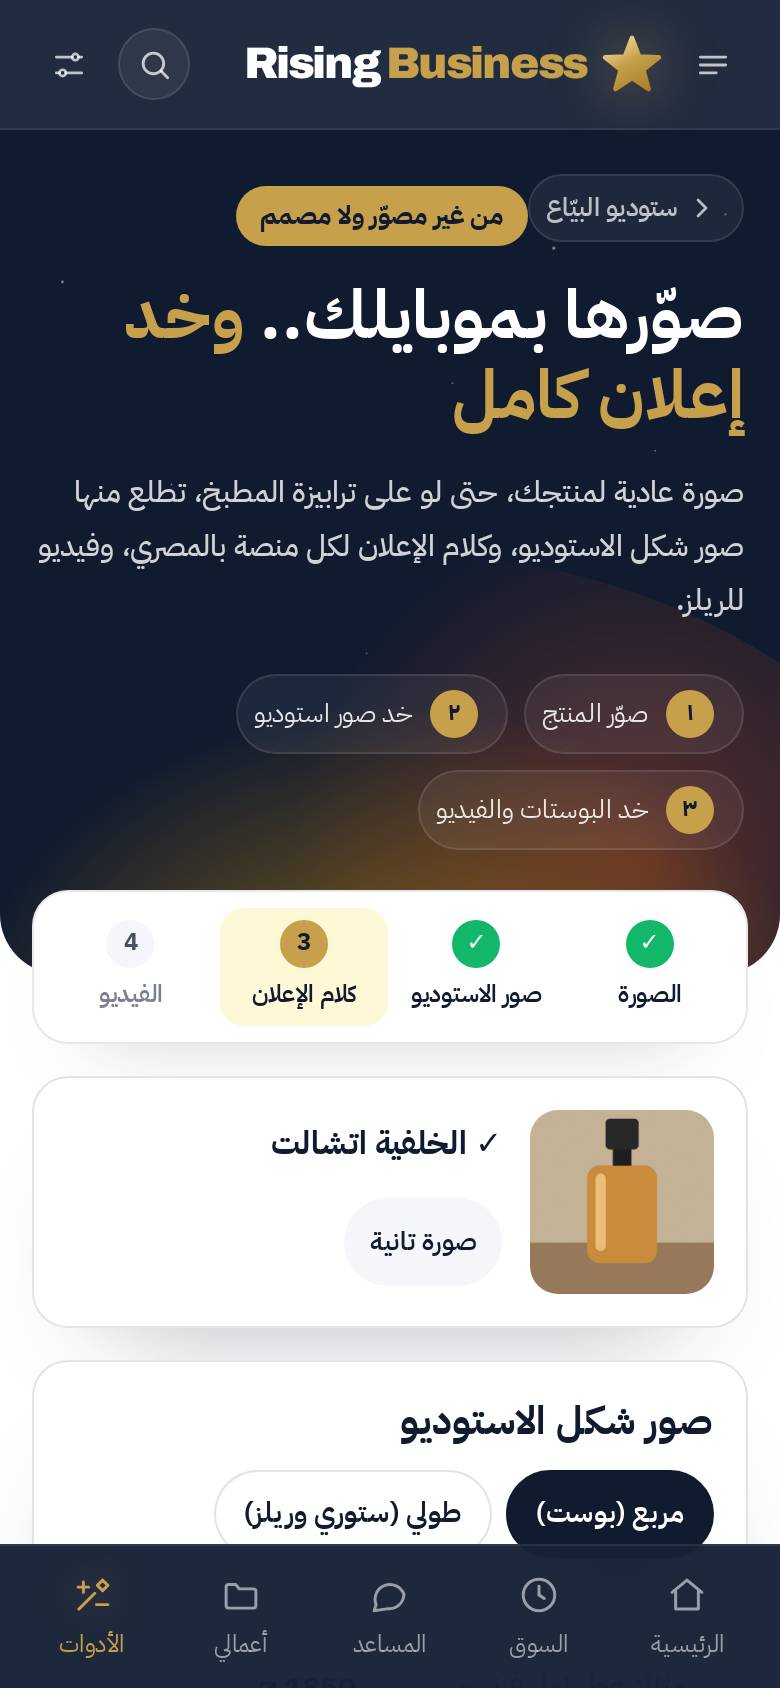 Rising Business
ستوديو البيّاع
من غير مصوّر ولا مصمم
صوّرها بموبايلك.. وخد
إعلان كامل
صورة عادية لمنتجك، حتى لو على ترابيزة المطبخ، تطلع منها
صور شكل الاستوديو، وكلام الإعلان لكل منصة بالمصري، وفيديو
للريلز.
١ صوّر المنتج
٢ خد صور استوديو
٣ خد البوستات والفيديو
✓ ✓ 3 4
الصورة صور الاستوديو كلام الإعلان الفيديو
✓ الخلفية اتشالت
صورة تانية
صور شكل الاستوديو
مربع (بوست) طولي (ستوري وريلز)
الرئيسية السوق المساعد أعمالي الأدوات